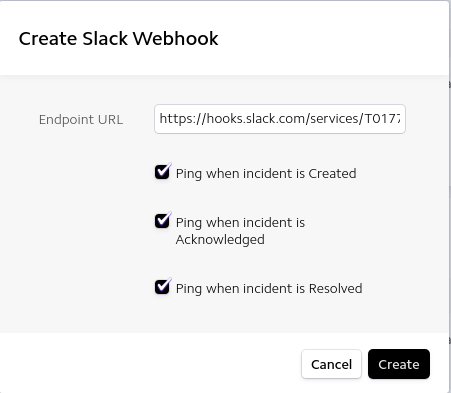 Create Slack Webhook
Endpoint URL
https://hooks.slack.com/services/T017
Ping when incident is Created
Ping when incident is
Acknowledged
Ping when incident is Resolved
Cancel
Create